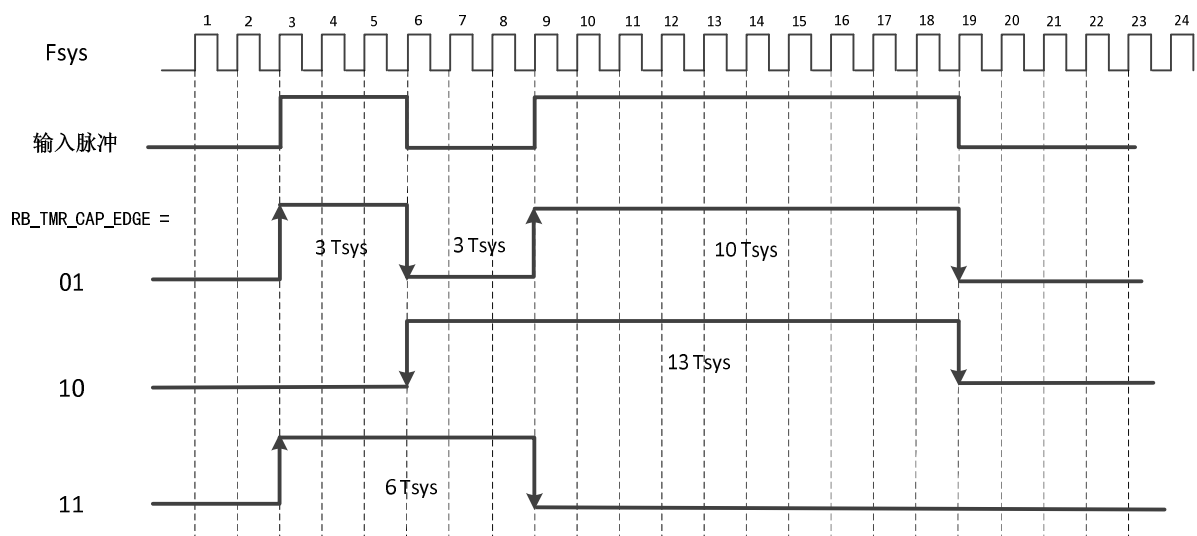 1 2 3 4 5 6 7 8 9 10 11 12 13 14 15 16 17 18 19 20 21 22 23 24
Fsys
输入脉冲
RB_TMR_CAP_EDGE =
3 Tsys 3 Tsys 10 Tsys
01
13 Tsys
10
6 Tsys
11